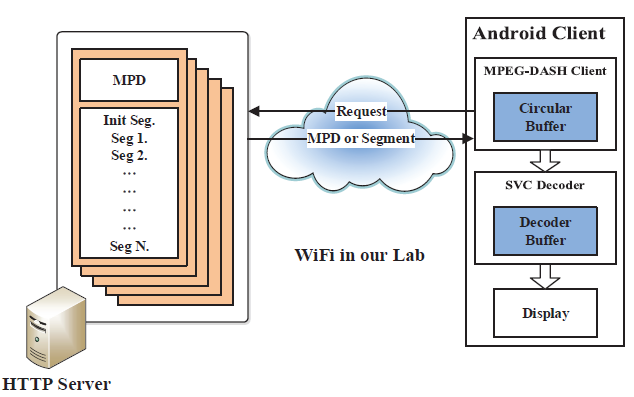 MPD
Init Seg.
Seg 1.
Seg 2.
...
...
...
...
Seg N.
HTTP Server
Request
MPD or Segment
WiFi in our Lab
Android Client
MPEG-DASH Client
Circular
Buffer
SVC Decoder
Decoder
Buffer
Display